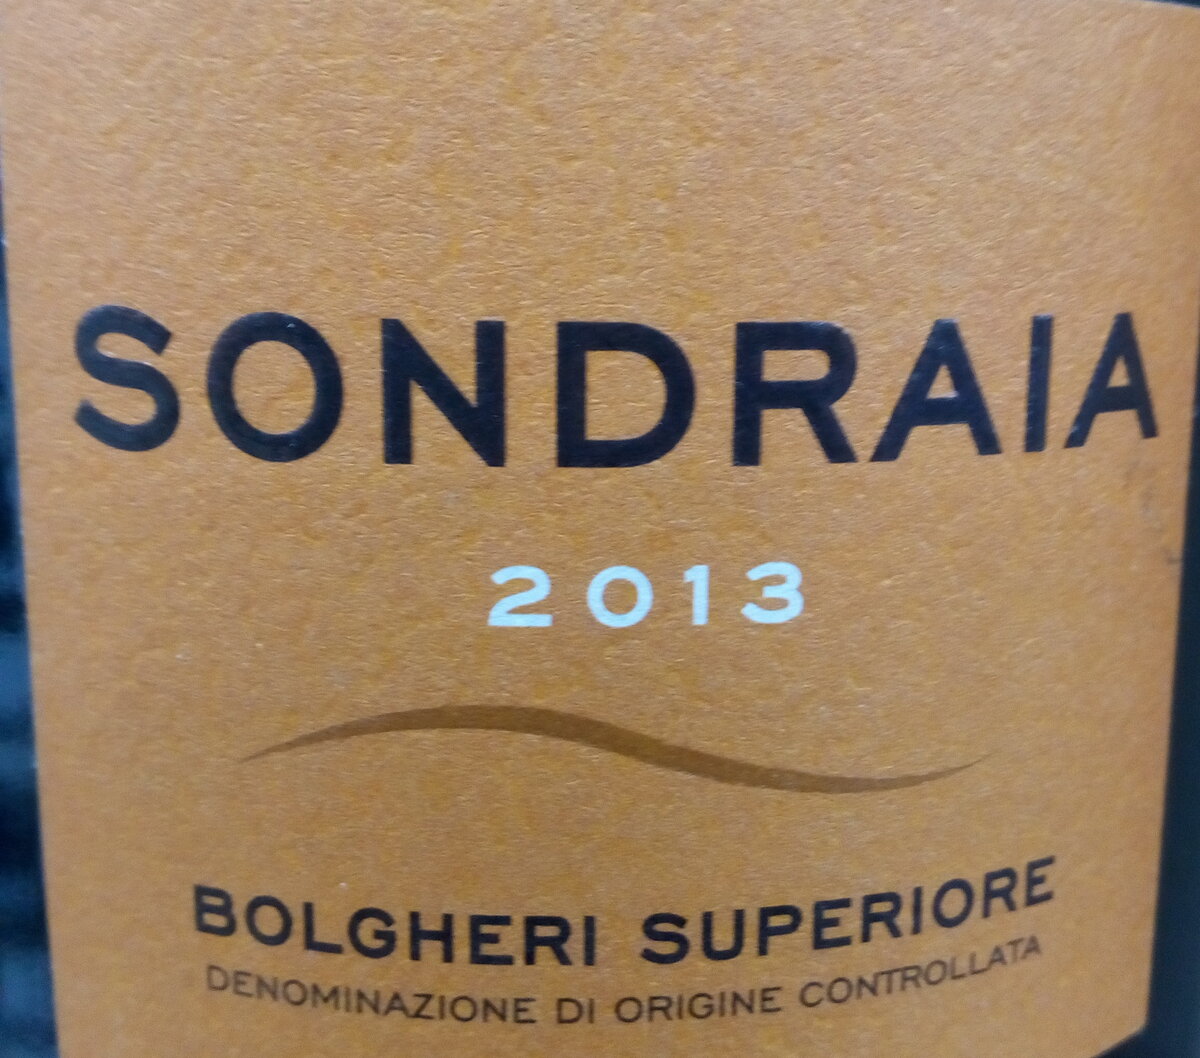 SONDRAIA
2013
BOLGHERI SUPERIORE
DENOMINAZIONE DI ORIGINE CONTROLLATA